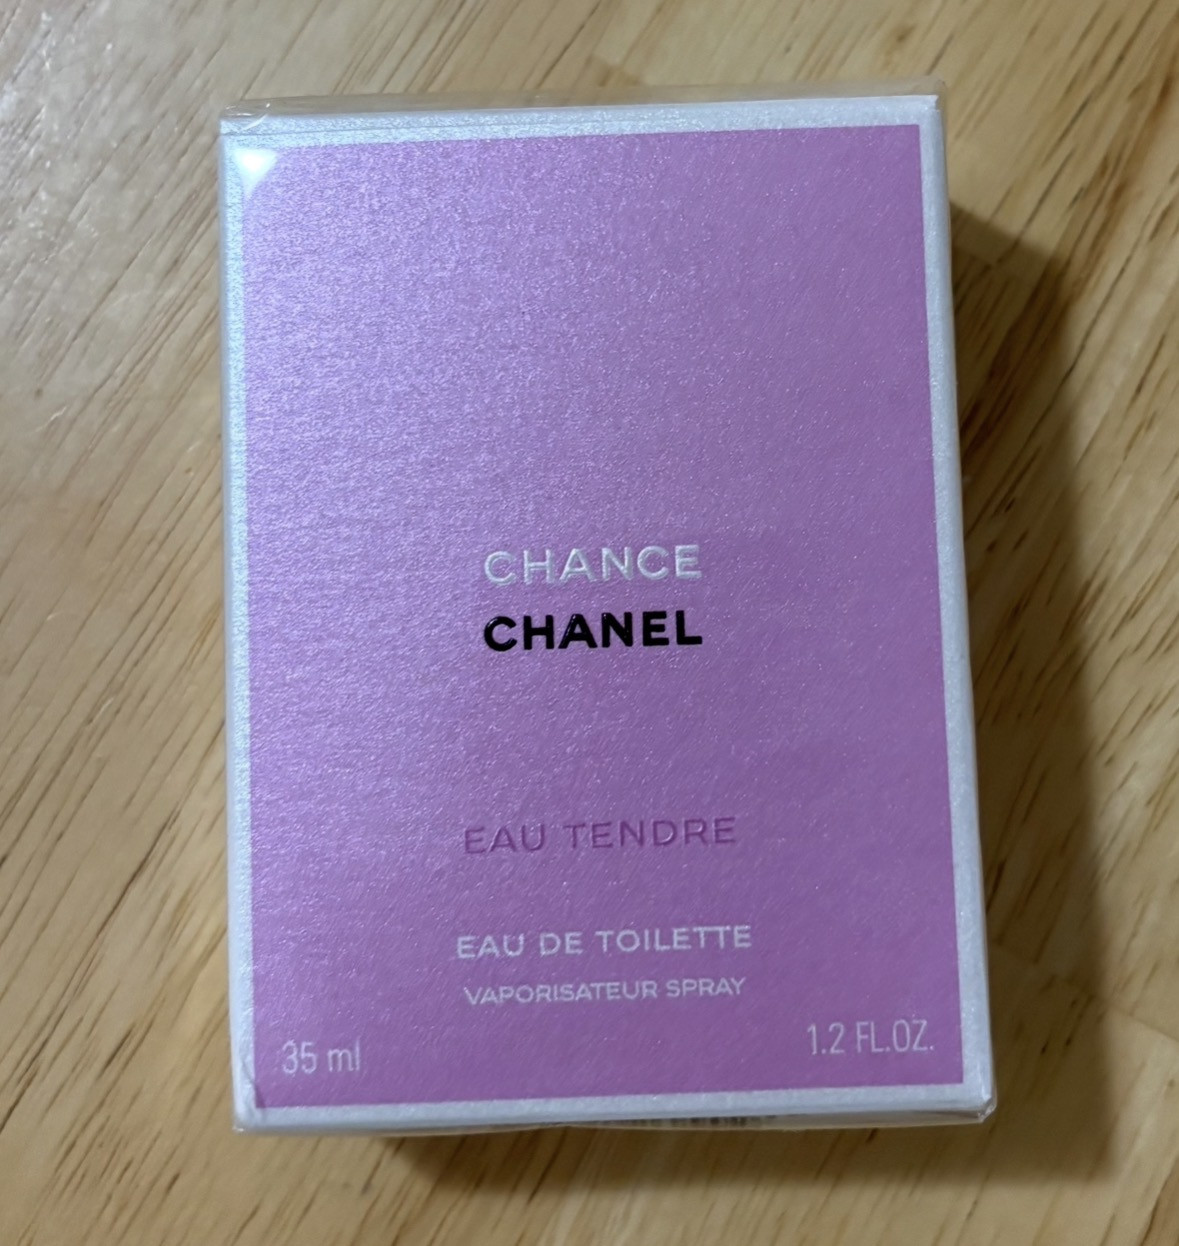 CHANCE
CHANEL
EAU TENDRE
EAU DE TOILETTE
VAPORISATEUR SPRAY
35 ml
1.2 FL.OZ.